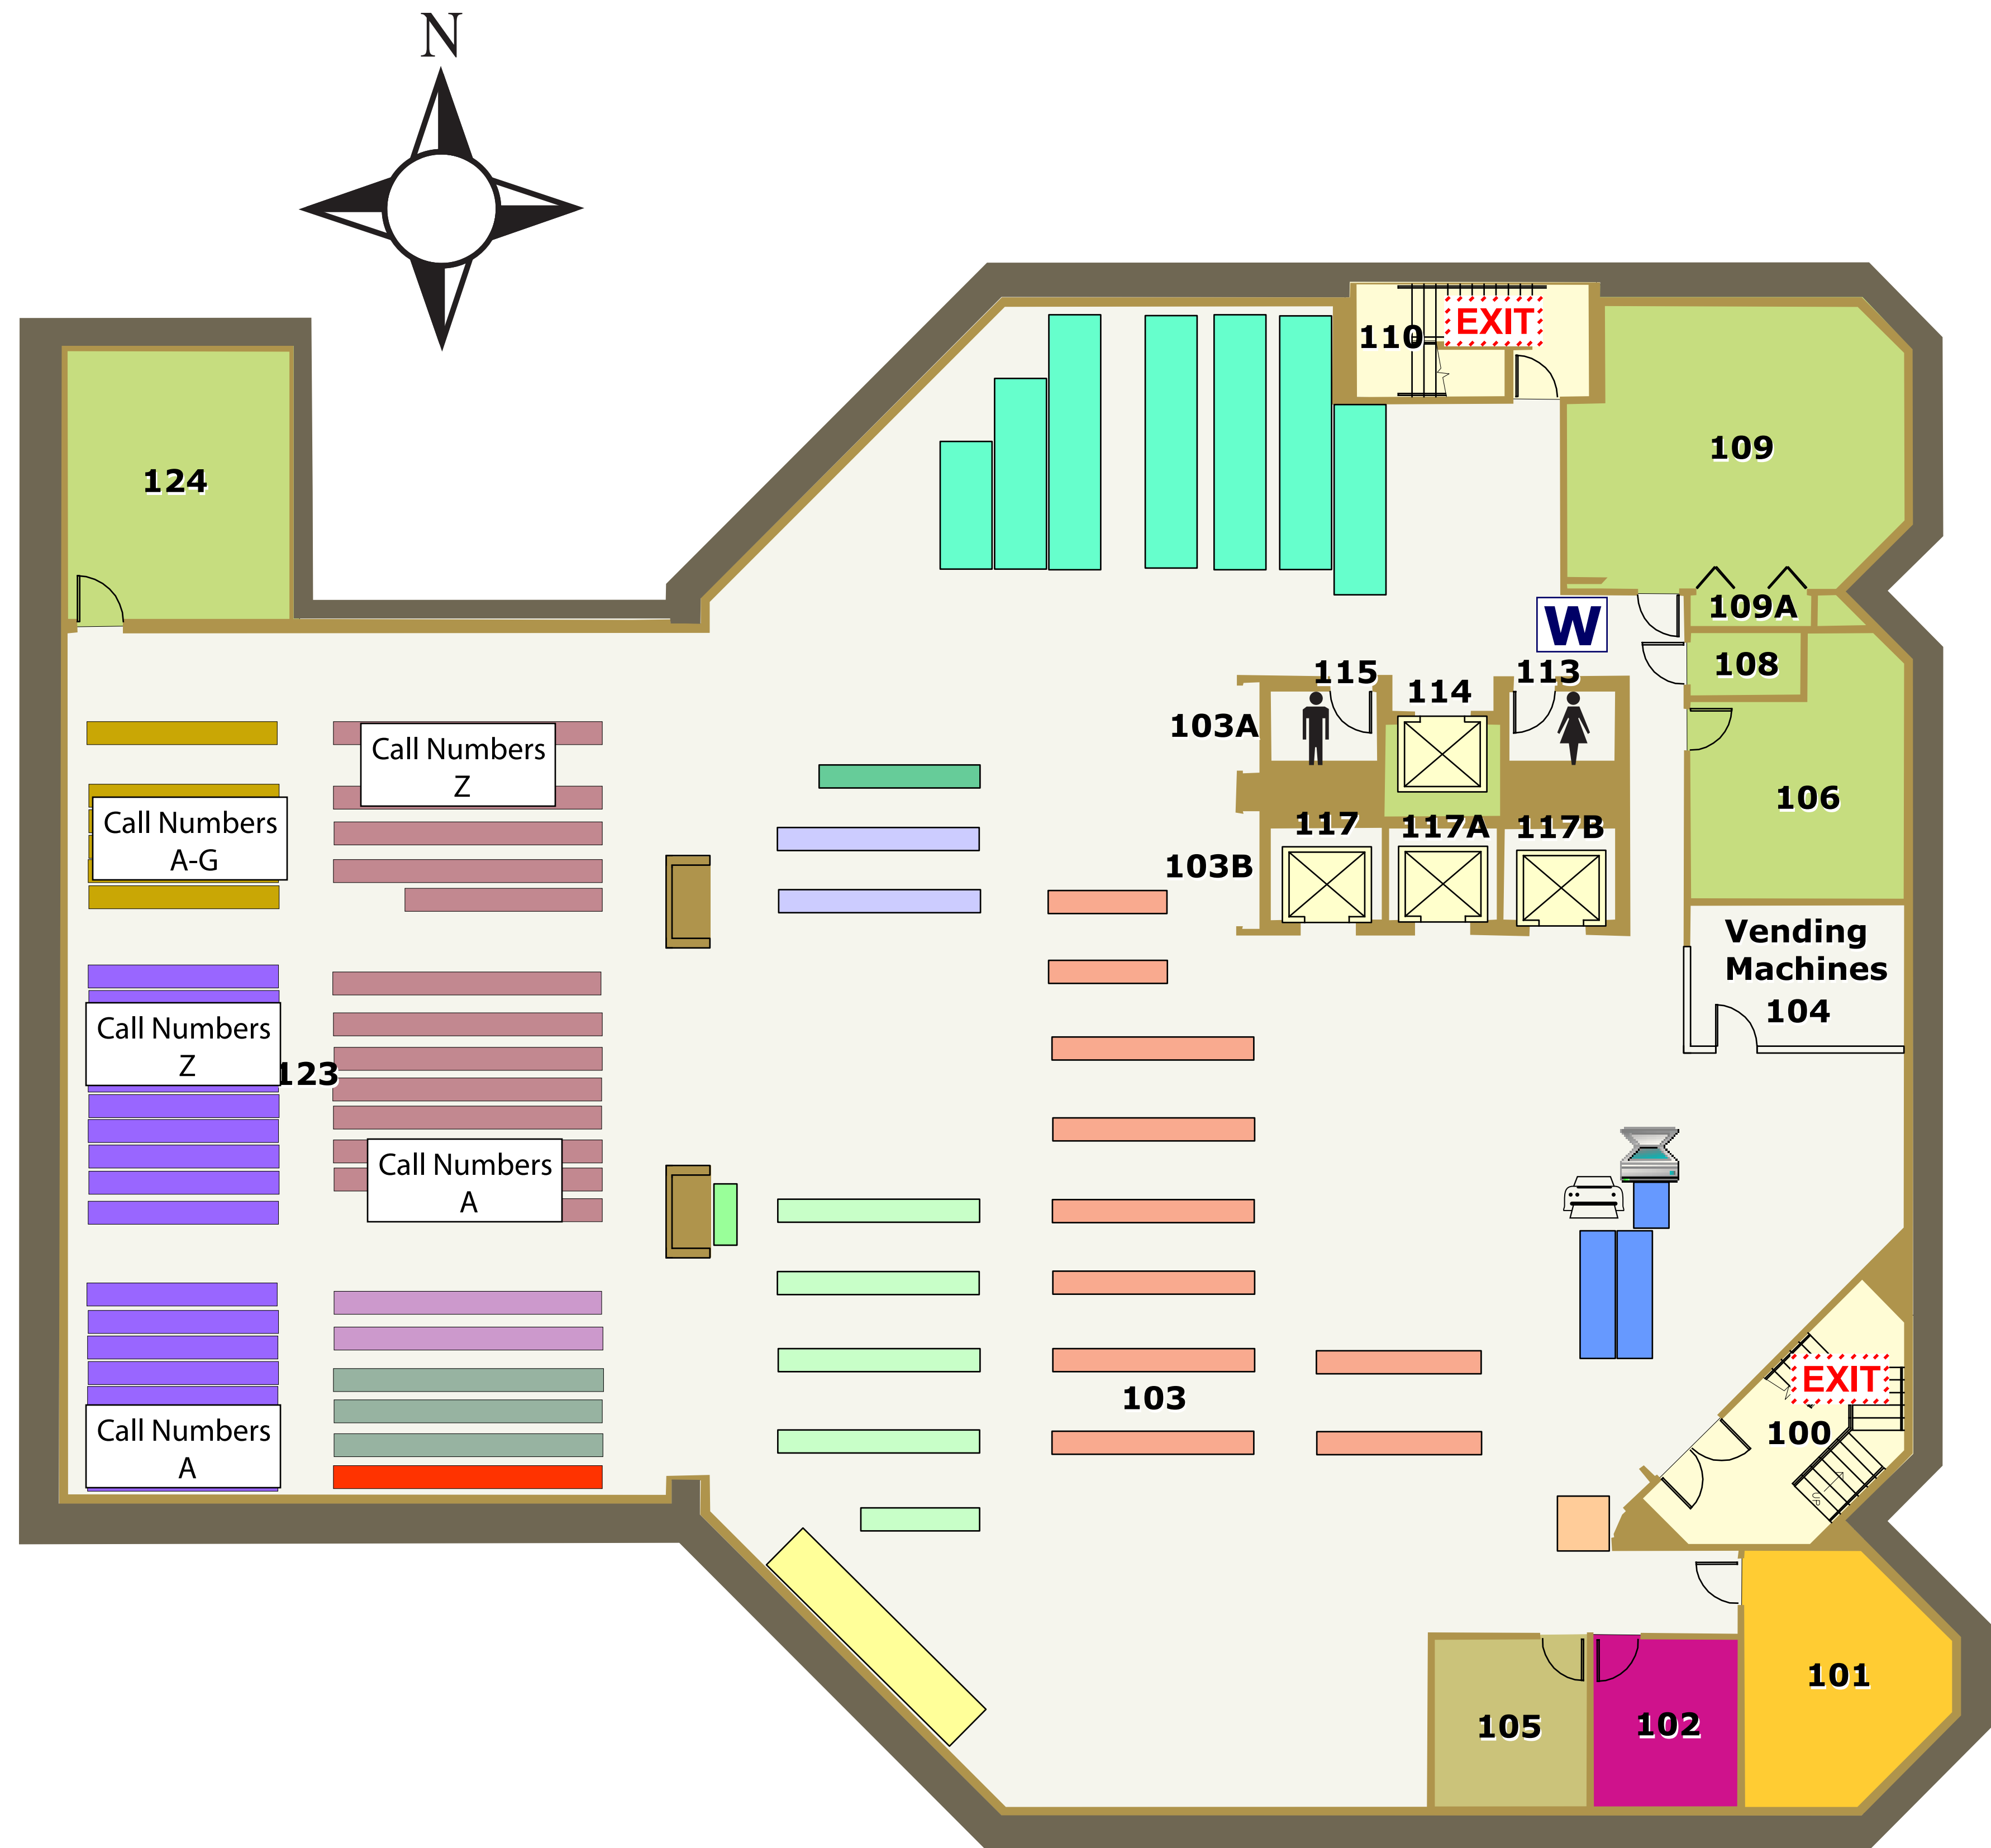 N
110
EXIT
109
124
109A
W
108
115
113
114
103A
Call Numbers
Z
106
Call Numbers
A-G
117
117A
117B
103B
Vending
Machines
104
Call Numbers
Z
123
Call Numbers
A
EXIT
103
100
Call Numbers
A
UP
101
105
102